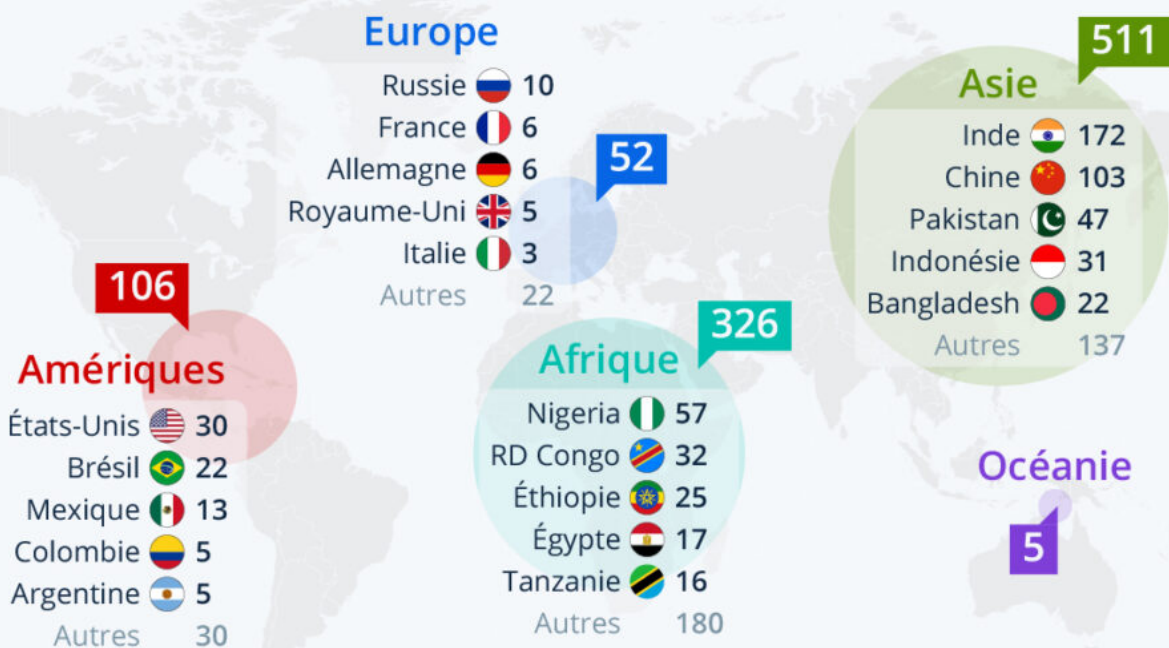 Europe
Russie 10
France 6
Allemagne 6
Royaume-Uni 5
Italie 3
Autres 22
52
Asie
511
Inde 172
Chine 103
Pakistan 47
Indonésie 31
Bangladesh 22
Autres 137
106
Amériques
États-Unis 30
Brésil 22
Mexique 13
Colombie 5
Argentine 5
Autres 30
326
Afrique
Nigeria 57
RD Congo 32
Éthiopie 25
Égypte 17
Tanzanie 16
Autres 180
Océanie
5